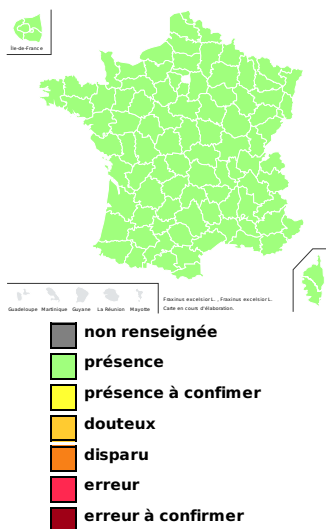 Île-de-France
Guadeloupe Martinique Guyane La Réunion Mayotte
Fraxinus excelsior L. , Fraxinus excelsior L.
Carte en cours d'élaboration.
non renseignée
présence
présence à confimer
douteux
disparu
erreur
erreur à confirmer